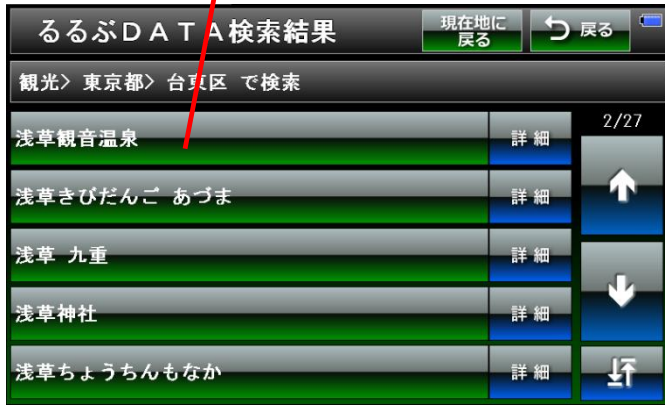 るるぶDATA検索結果
現在地に
戻る
戻る
観光> 東京都> 台東区 で検索
2/27
浅草観音温泉 詳細
浅草きびだんご あづま 詳細
浅草 九重 詳細
浅草神社 詳細
浅草ちょうちんもなか 詳細